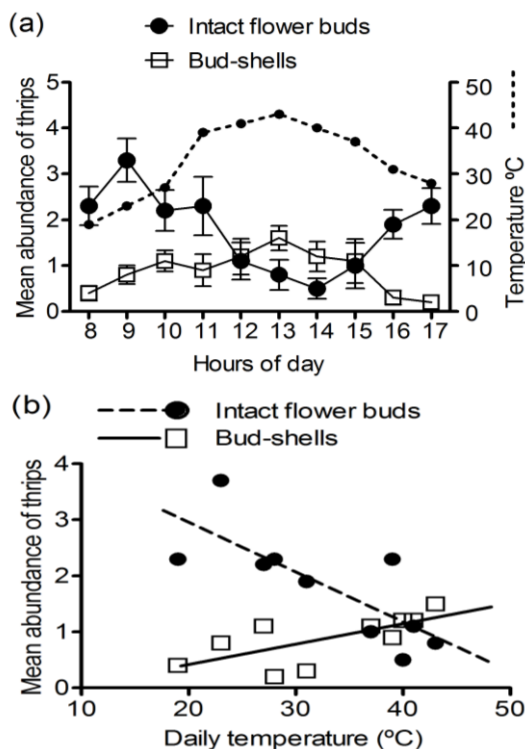 (a)
Intact flower buds
Bud-shells
Mean abundance of thrips
5
4
3
2
1
0
50
40
30
20
10
0
Temperature ºC
8 9 10 11 12 13 14 15 16 17
Hours of day
(b)
Intact flower buds
Bud-shells
Mean abundance of thrips
4
3
2
1
0
10 20 30 40 50
Daily temperature (ºC)